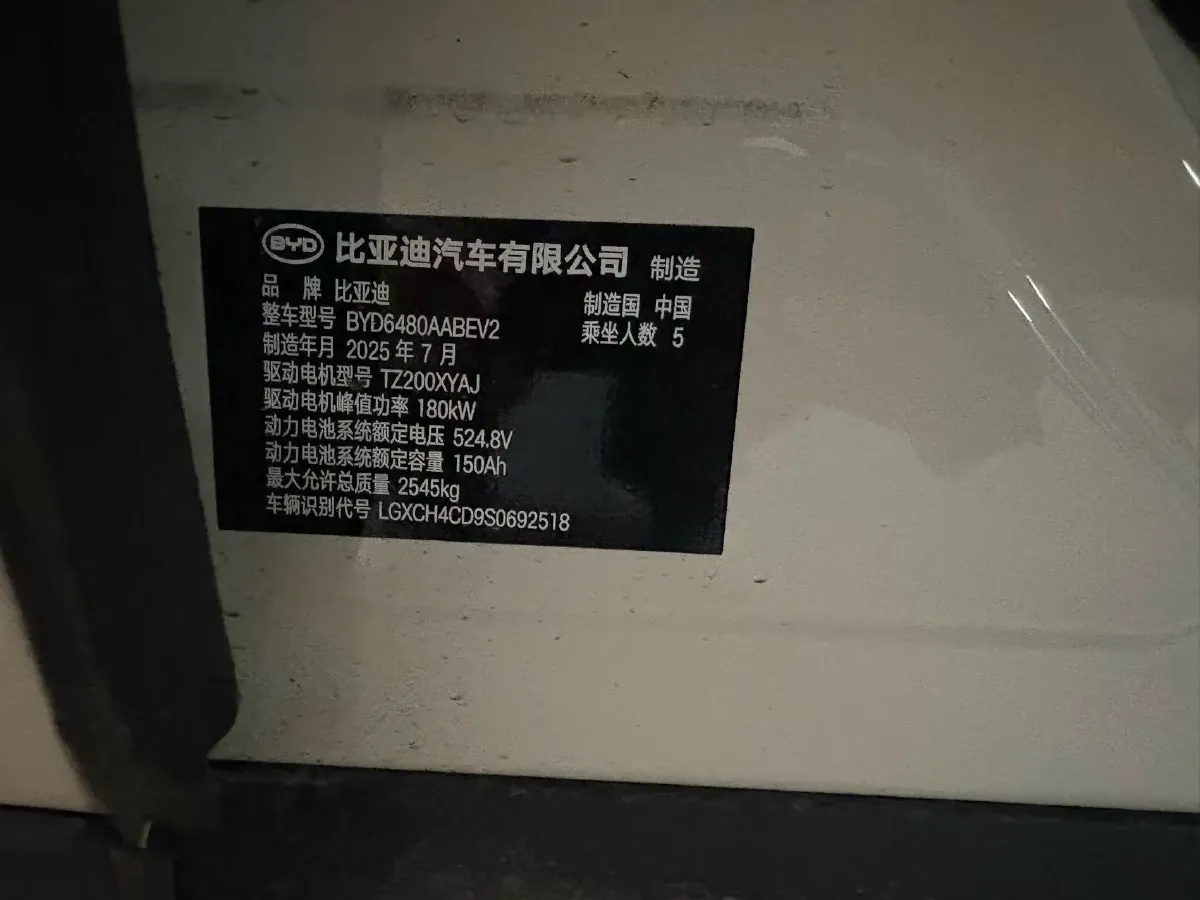 BYD 比亚迪汽车有限公司 制造
品 牌 比亚迪 制造国 中国
整车型号 BYD6480AABEV2 乘坐人数 5
制造年月 2025 年 7 月
驱动电机型号 TZ200XYAJ
驱动电机峰值功率 180kW
动力电池系统额定电压 524.8V
动力电池系统额定容量 150Ah
最大允许总质量 2545kg
车辆识别代号 LGXCH4CD9S0692518